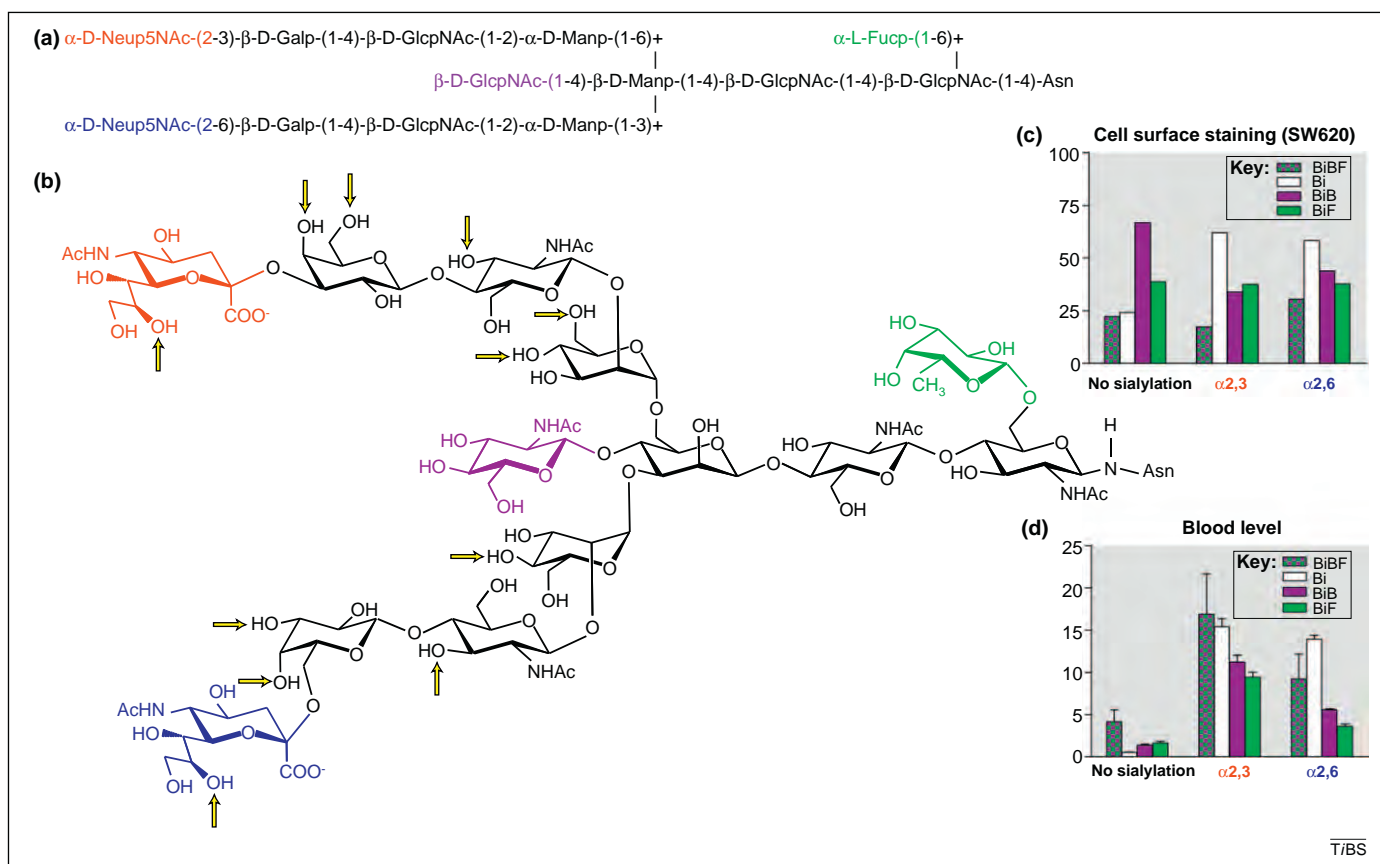 (a) α-D-Neup5NAc-(2-3)-β-D-Galp-(1-4)-β-D-GlcpNAc-(1-2)-α-D-Manp-(1-6)+
α-L-Fucp-(1-6)+
β-D-GlcpNAc-(1-4)-β-D-Manp-(1-4)-β-D-GlcpNAc-(1-4)-β-D-GlcpNAc-(1-4)-Asn
α-D-Neup5NAc-(2-6)-β-D-Galp-(1-4)-β-D-GlcpNAc-(1-2)-α-D-Manp-(1-3)+
(b)
OH
AcHN
HO
HO
OH
COO-
O
O
OH
HO
O
OH
O
HO
NHAc
O
OH
O
HO
HO
HO
O
O
HO
HO
OH
HO
O
CH3
O
O
HO
HO
NHAc
O
OH
O
O
OH
O
O
O
HO
NHAc
O
OH
O
HO
O
NHAc
H
N
Asn
HO
HO
O
OH
O
HO
OH
O
OH
O
OH
O
HO
NHAc
O
OH
AcHN
HO
OH
OH
O
O
COO-
(c) Cell surface staining (SW620)
100
75
50
25
0
Key:
BiBF
Bi
BiB
BiF
No sialylation α2,3 α2,6
(d) Blood level
25
20
15
10
5
0
Key:
BiBF
Bi
BiB
BiF
No sialylation α2,3 α2,6
TiBS